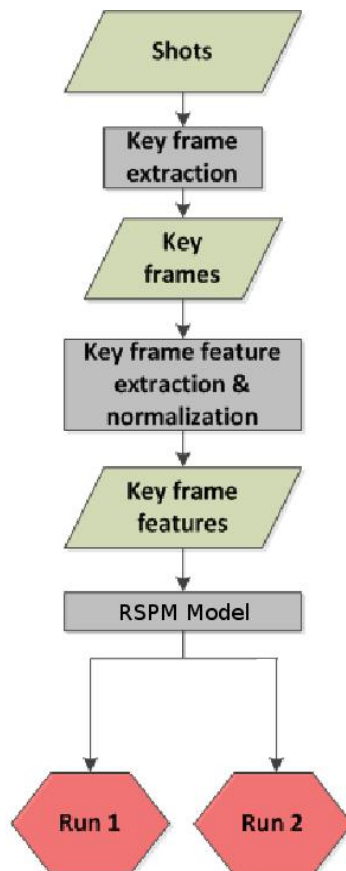 Shots
Key frame
extraction
Key
frames
Key frame feature
extraction &
normalization
Key frame
features
RSPM Model
Run 1
Run 2